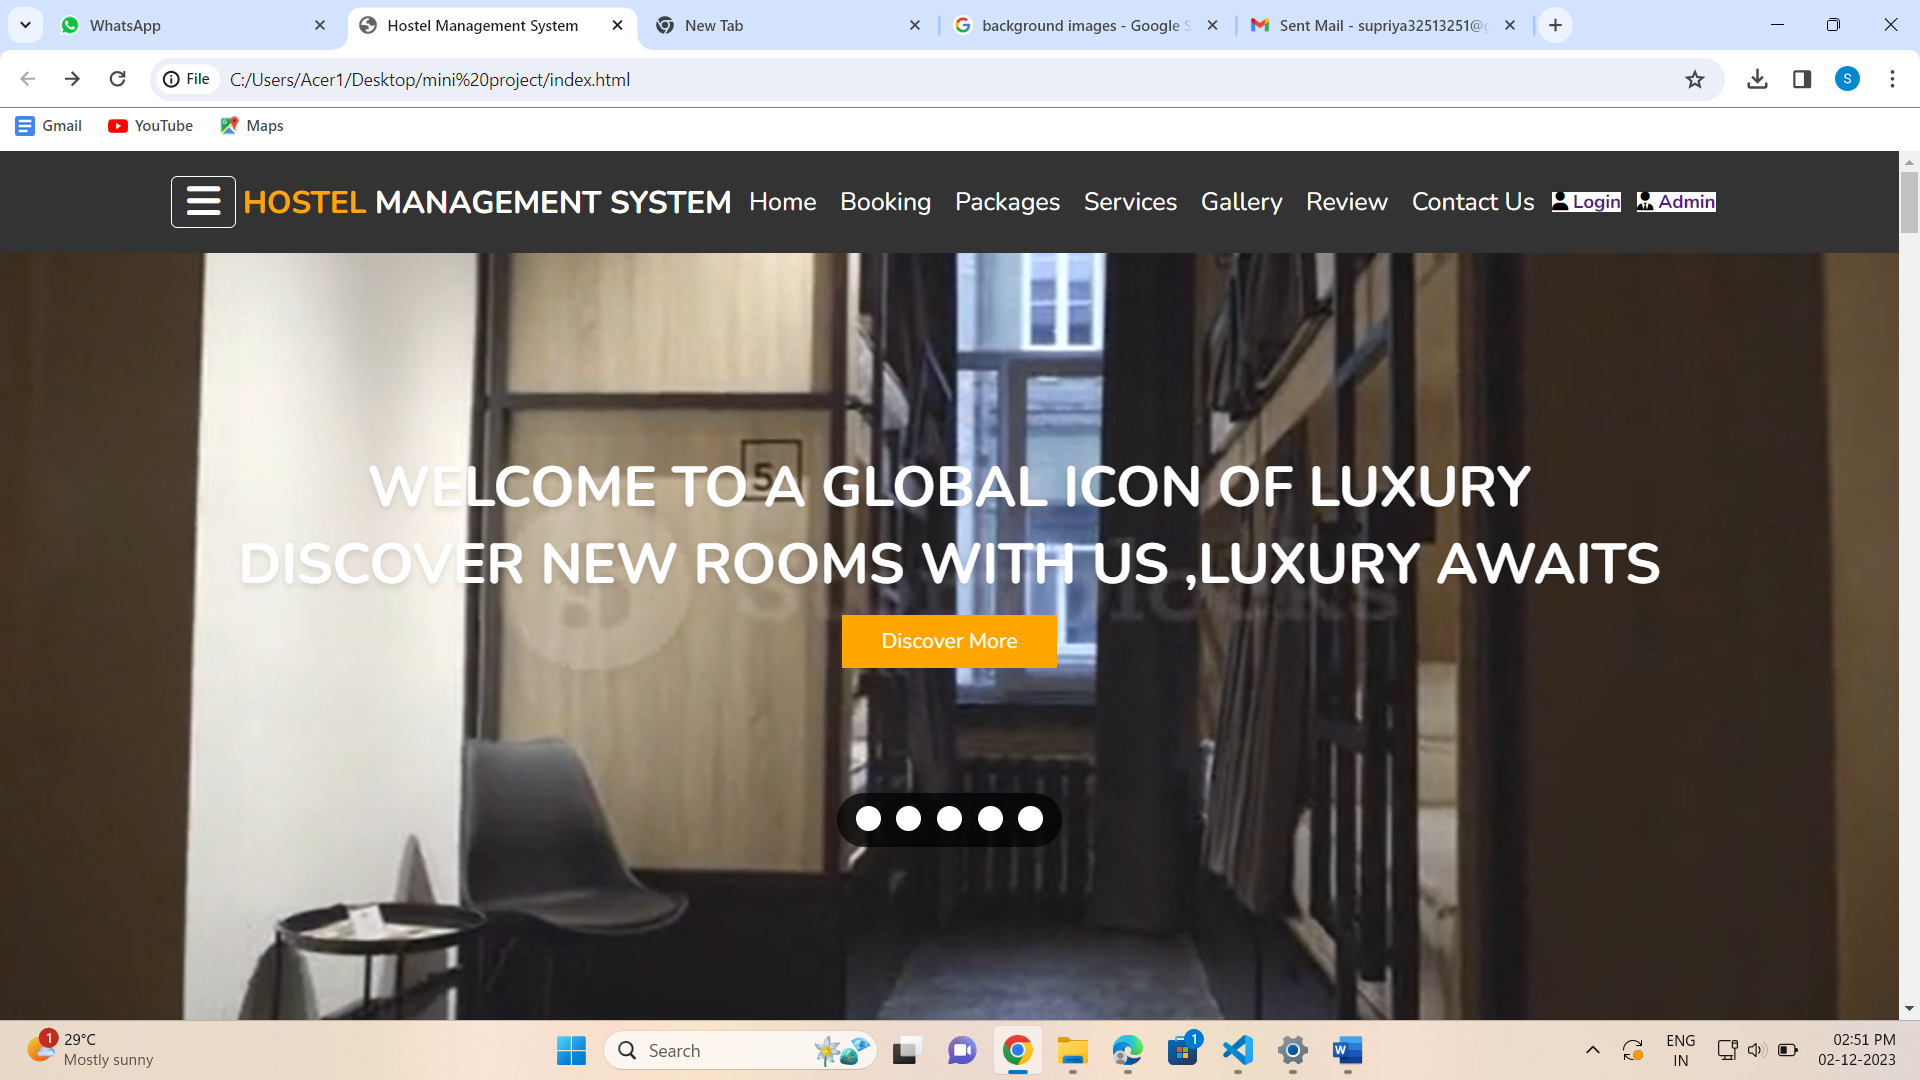 WhatsApp
Hostel Management System
New Tab
background images - Google S
Sent Mail - supriya32513251@g
File
C:/Users/Acer1/Desktop/mini%20project/index.html
S
Gmail
YouTube
Maps
HOSTEL MANAGEMENT SYSTEM
Home
Booking
Packages
Services
Gallery
Review
Contact Us
Login
Admin
5
WELCOME TO A GLOBAL ICON OF LUXURY
DISCOVER NEW ROOMS WITH US ,LUXURY AWAITS
Discover More
1
29°C
Mostly sunny
Search
1
W
ENG
IN
02:51 PM
02-12-2023